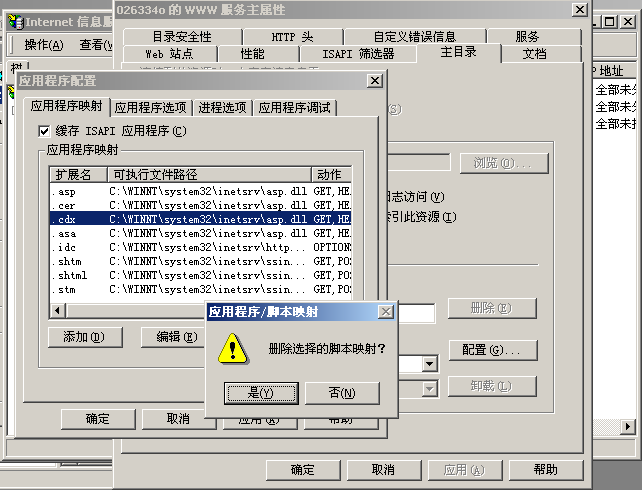 026334o 的 WWW 服务主属性
Internet 信息服
操作(A) 查看(V
树
目录安全性 HTTP 头 自定义错误信息 服务
Web 站点 性能 ISAPI 筛选器 主目录 文档
P 地址
全部未分
全部未分
全部未分
(S)
浏览(O)...
日志访问(V)
索引此资源(I)
删除(E)
配置(G)...
卸载(L)
确定 取消 应用(A) 帮助
应用程序配置
应用程序映射 应用程序选项 进程选项 应用程序调试
缓存 ISAPI 应用程序(C)
应用程序映射
扩展名 可执行文件路径 动作
.asp C:\WINNT\system32\inetsrv\asp.dll GET,HE
.cer C:\WINNT\system32\inetsrv\asp.dll GET,HE
.cdx C:\WINNT\system32\inetsrv\asp.dll GET,HE
.asa C:\WINNT\system32\inetsrv\asp.dll GET,HE
.idc C:\WINNT\system32\inetsrv\http... OPTION
.shtm C:\WINNT\system32\inetsrv\ssin... GET,PO
.shtml C:\WINNT\system32\inetsrv\ssin... GET,PO
.stm C:\WINNT\system32\inetsrv\ssin... GET,PO
添加(D) 编辑(E)
确定 取消 应用(A) 帮助
应用程序/脚本映射
删除选择的脚本映射?
是(Y) 否(N)